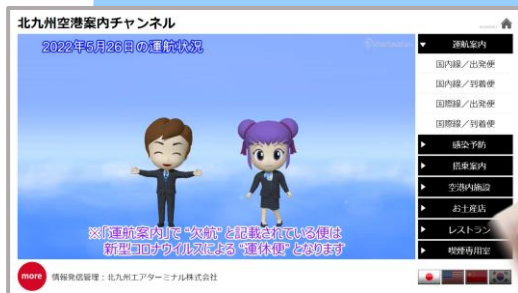 北九州空港案内チャンネル
2022年5月26日の運航状況
※「運航案内」で"欠航"と記載されている便は
新型コロナウイルスによる"運休便"となります
運航案内
国内線／出発便
国内線／到着便
国際線／出発便
国際線／到着便
感染予防
搭乗案内
空港内施設
お土産店
レストラン
喫煙専用室
more
情報発信管理：北九州エアターミナル株式会社